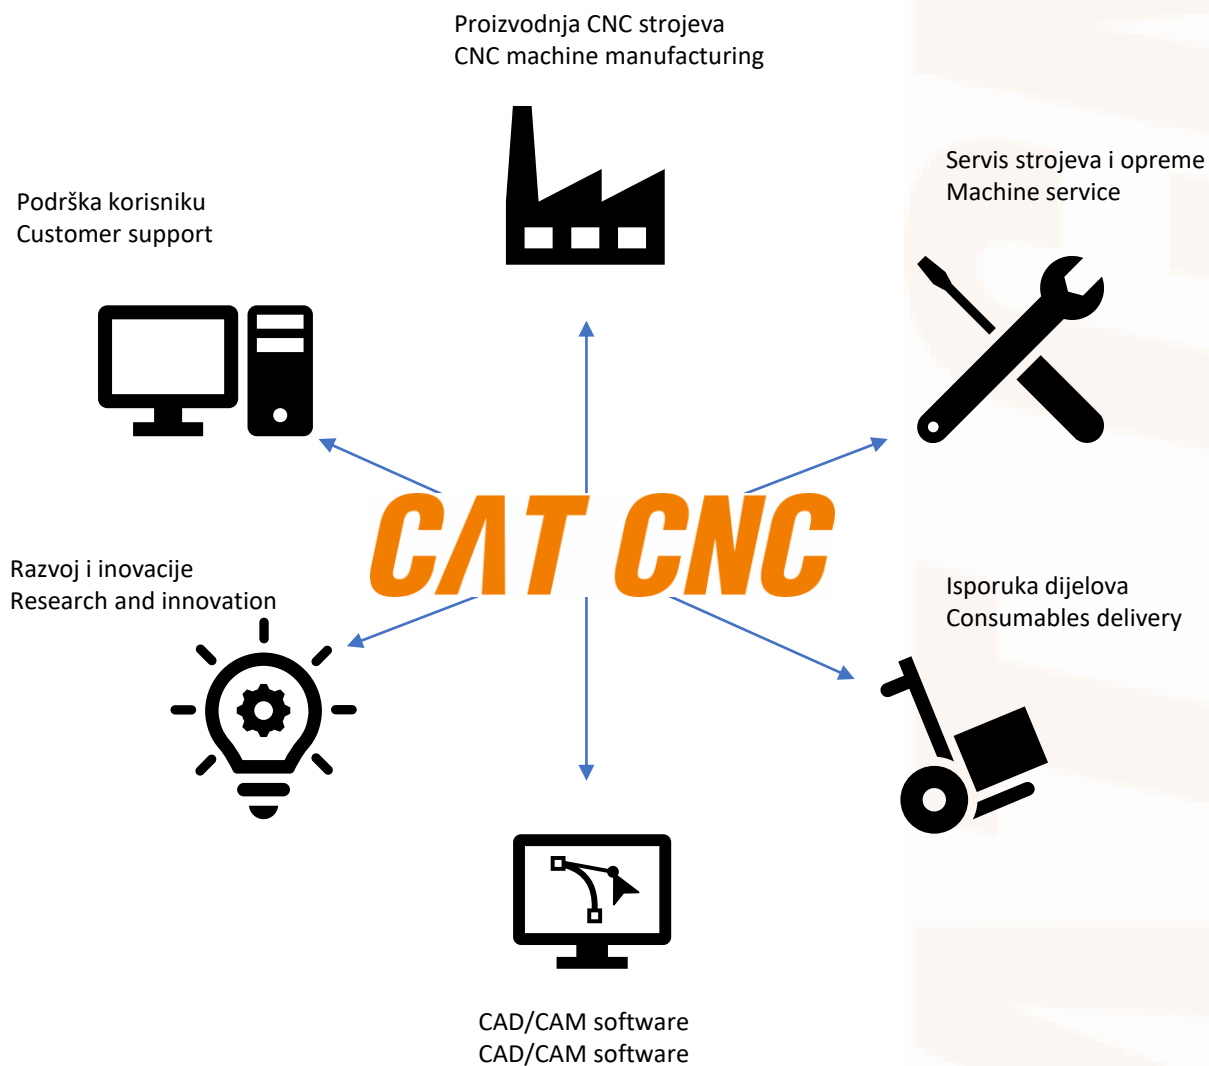 Proizvodnja CNC strojeva
CNC machine manufacturing
Servis strojeva i opreme
Machine service
Podrška korisniku
Customer support
CAT CNC
Razvoj i inovacije
Research and innovation
Isporuka dijelova
Consumables delivery
CAD/CAM software
CAD/CAM software